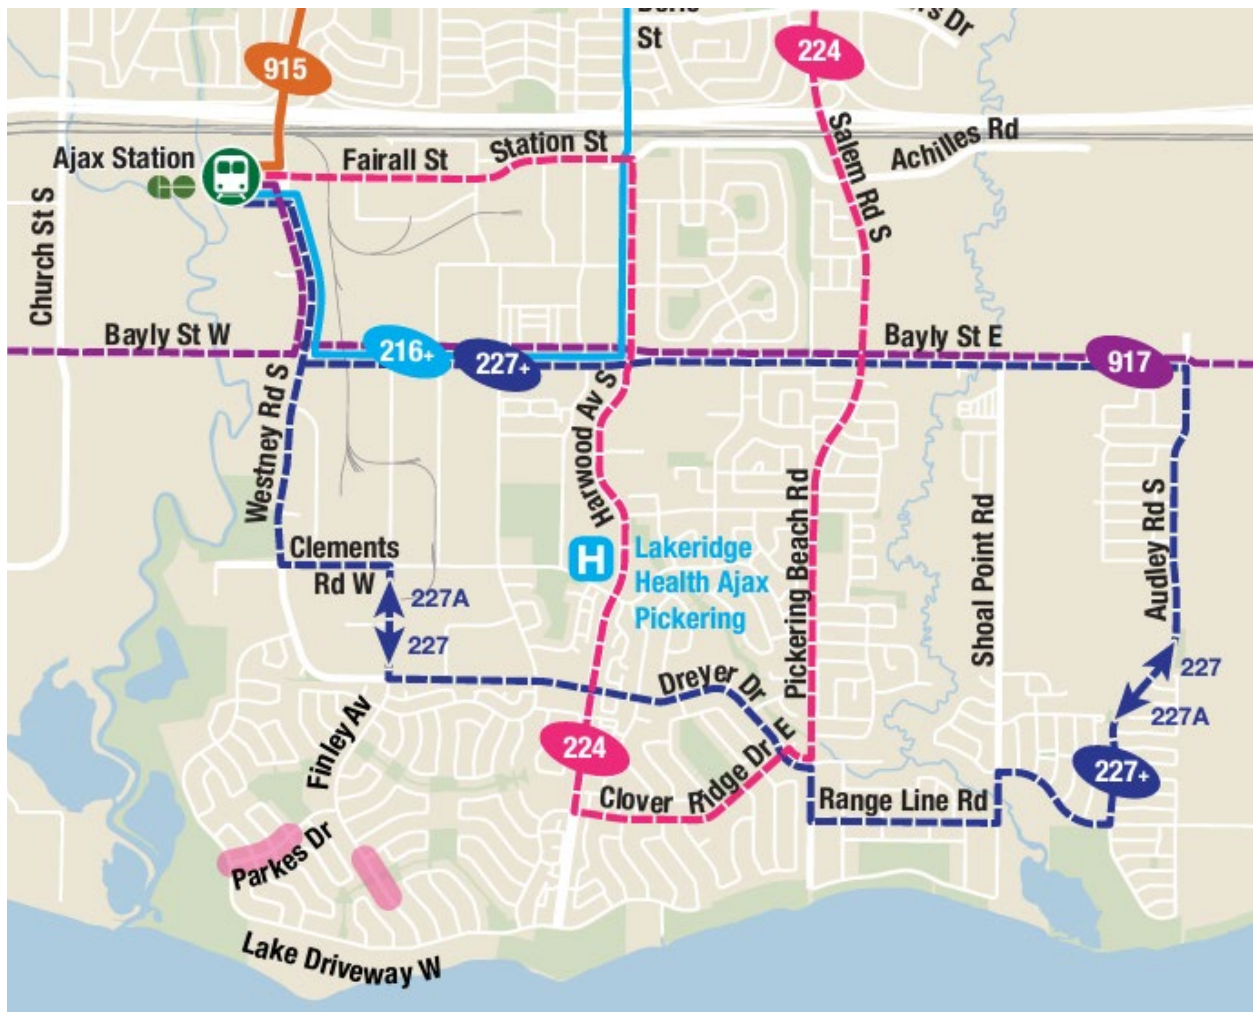 St
rs Dr
224
915
Station St
Achilles Rd
Ajax Station
Fairall St
Salem Rd S
Church St S
Bayly St W
216+
227+
Bayly St E
917
Westney Rd S
Harwood Av S
Pickering Beach Rd
Shoal Point Rd
Audley Rd S
Clements
Rd W
H
Lakeridge
Health Ajax
Pickering
227A
227
Dreyer Dr
227
227A
Finley Av
224
Clover Ridge Dr E
Range Line Rd
227+
Parkes Dr
Lake Driveway W